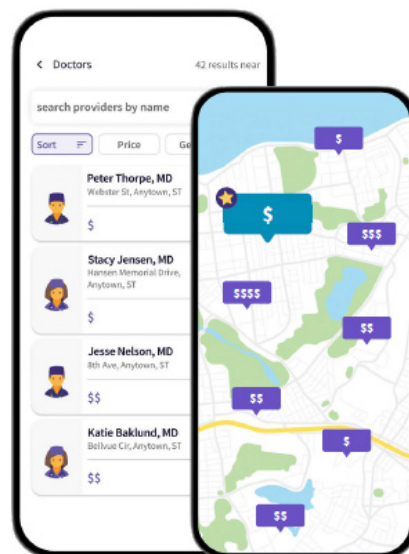 < Doctors
42 results near
search providers by name
Sort
Price
Ge
Peter Thorpe, MD
Webster St, Anytown, ST
$
Stacy Jensen, MD
Hansen Memorial Drive,
Anytown, ST
$
Jesse Nelson, MD
8th Ave, Anytown, ST
$$
Katie Baklund, MD
Bellvue Cir, Anytown, ST
$$
$
$
$$$
$$$$
$$
$$
$
$$